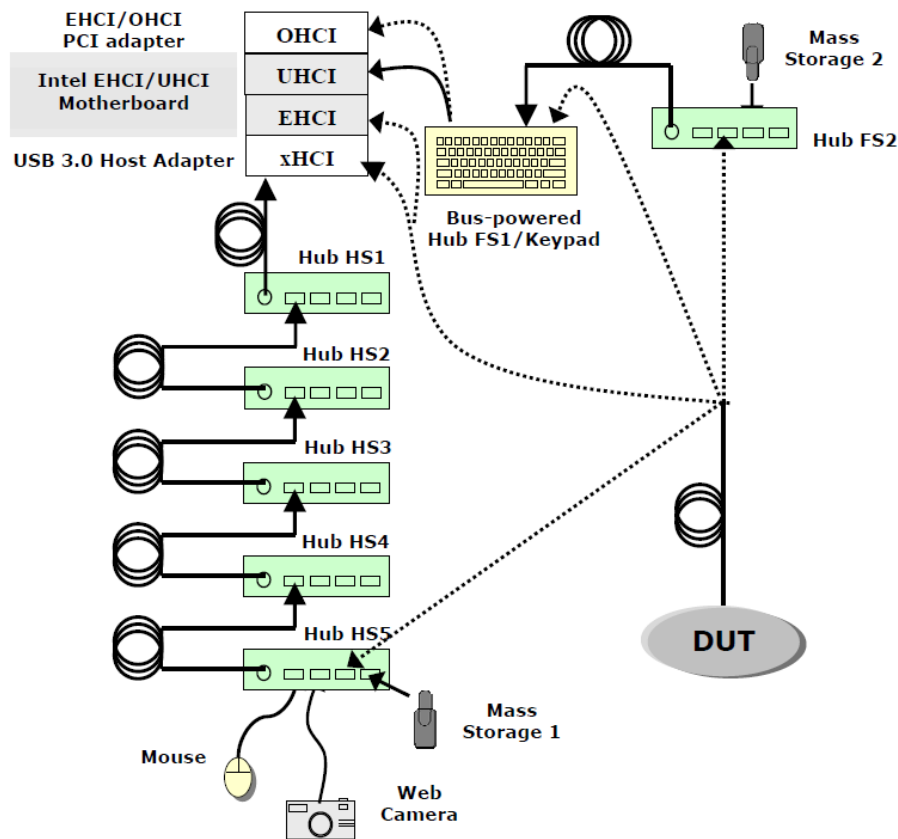 EHCI/OHCI
PCI adapter
Intel EHCI/UHCI
Motherboard
USB 3.0 Host Adapter
OHCI
UHCI
EHCI
xHCI
Bus-powered
Hub FS1/Keypad
Mass
Storage 2
Hub FS2
Hub HS1
Hub HS2
Hub HS3
Hub HS4
Hub HS5
DUT
Mouse
Mass
Storage 1
Web
Camera